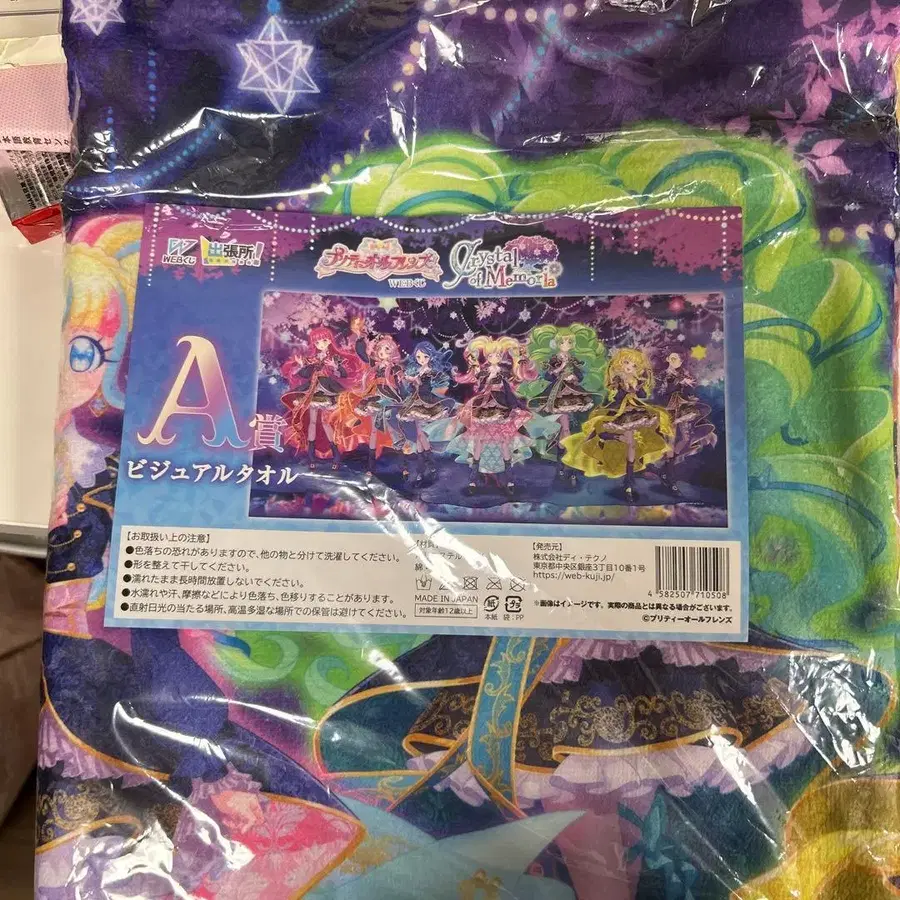 WEBくじ
出張所!
プリティーオールフレンズ
WEBくじ
Crystal
of Memoria
A賞
ビジュアルタオル
【お取扱い上の注意】
●色落ちの恐れがありますので、他の物と分けて洗濯してください。
●形を整えて干してください。
●濡れたまま長時間放置しないでください。
●水濡れや汗、摩擦などにより色落ち、色移りすることがあります。
●直射日光の当たる場所、高温多湿な場所での保管は避けてください。
綿
MADE IN JAPAN
対象年齢12歳以上
紙
本紙
プラ
袋:PP
【発売元】
株式会社ディ・テクノ
東京都中央区銀座3丁目10番1号
https://web-kuji.jp/
4 582507 710508
※画像はイメージです。実際の商品とは異なる場合がございます。
©プリティーオールフレンズ